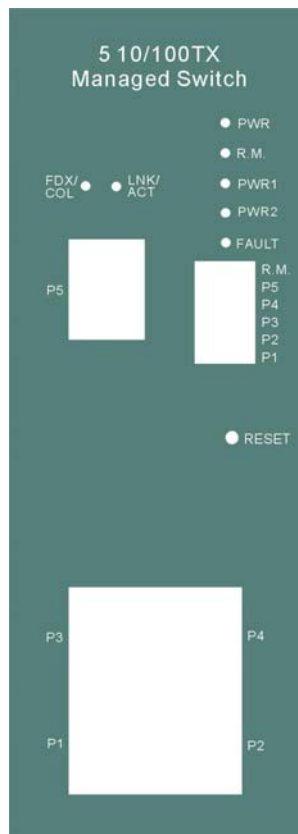 5 10/100TX
Managed Switch
PWR
R.M.
FDX/
COL
LNK/
ACT
PWR1
PWR2
FAULT
P5
R.M.
P5
P4
P3
P2
P1
RESET
P3
P4
P1
P2